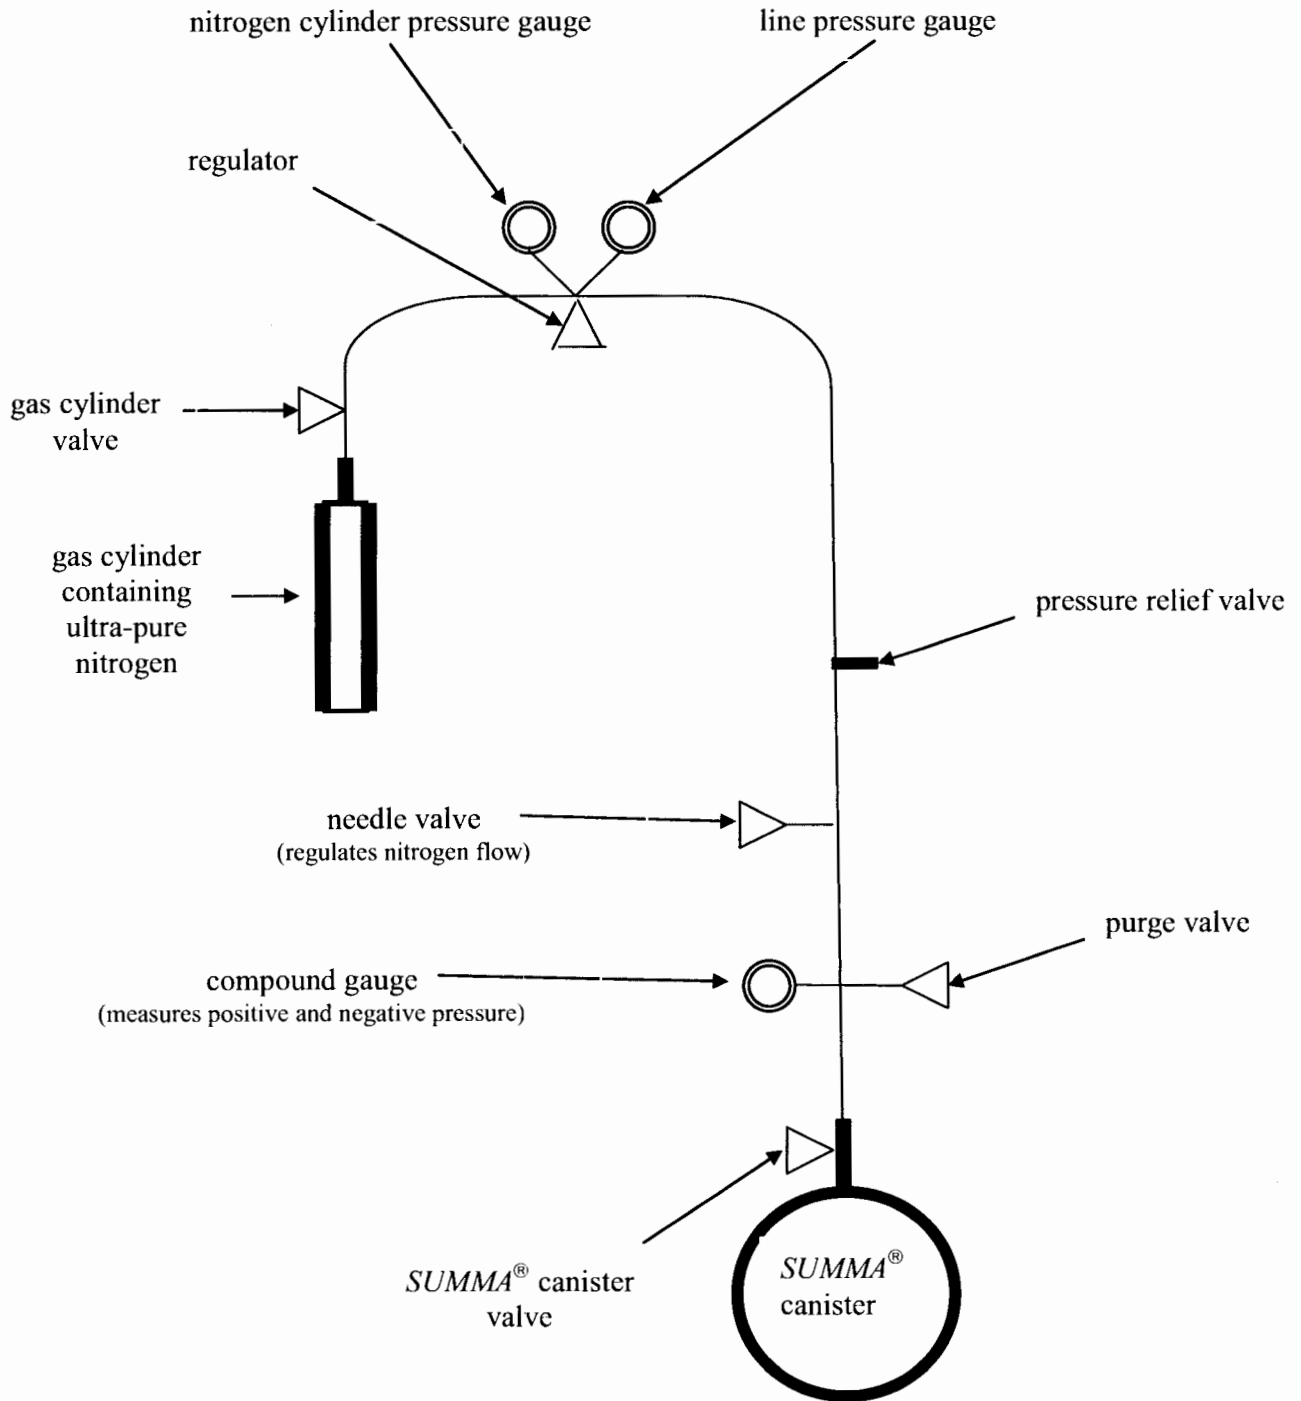 nitrogen cylinder pressure gauge
line pressure gauge
regulator
gas cylinder
valve
gas cylinder
containing
ultra-pure
nitrogen
pressure relief valve
needle valve
(regulates nitrogen flow)
purge valve
compound gauge
(measures positive and negative pressure)
SUMMA® canister
valve
SUMMA®
canister